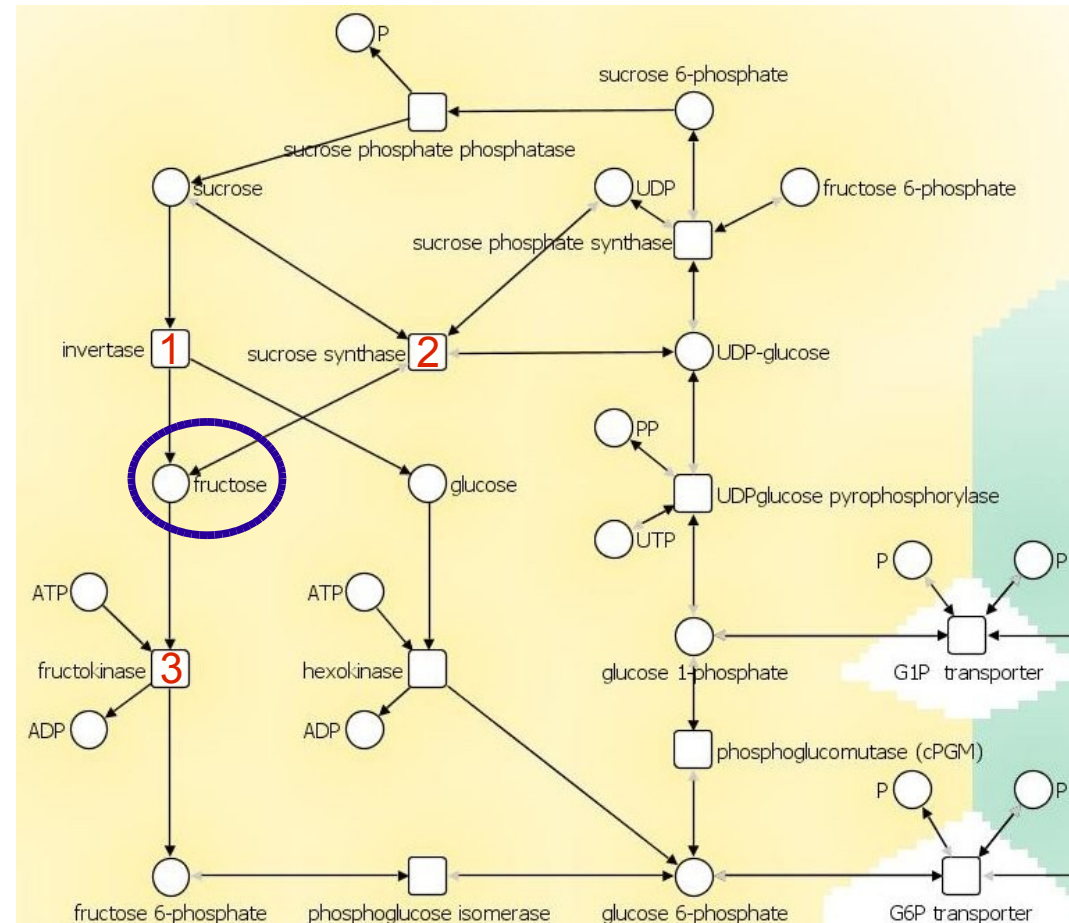 P
sucrose 6-phosphate
sucrose phosphate phosphatase
sucrose
UDP
fructose 6-phosphate
sucrose phosphate synthase
invertase
1
sucrose synthase
2
UDP-glucose
PP
fructose
glucose
UDPglucose pyrophosphorylase
UTP
P
P
ATP
ATP
fructokinase
3
hexokinase
glucose 1-phosphate
G1P transporter
ADP
ADP
phosphoglucomutase (cPGM)
P
P
fructose 6-phosphate
phosphoglucose isomerase
glucose 6-phosphate
G6P transporter